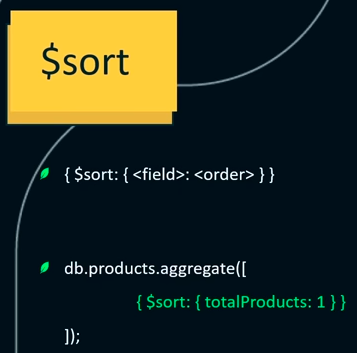 $sort
{ $sort: { <field>: <order> } }
db.products.aggregate([
{ $sort: { totalProducts: 1 } }
]);